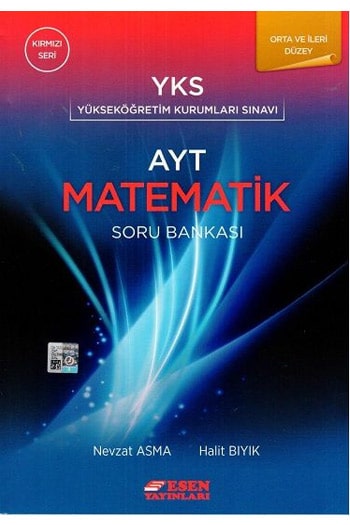 KIRMIZI
SERİ
ORTA VE İLERİ
DÜZEY
YKS
YÜKSEKÖĞRETİM KURUMLARI SINAVI
AYT
MATEMATİK
SORU BANKASI
Nevzat ASMA Halit BIYIK
ESEN
YAYINLARI